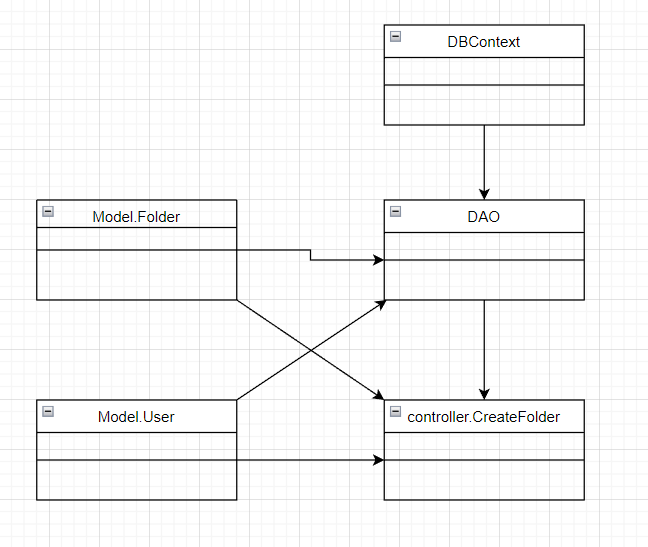 DBContext
Model.Folder
DAO
Model.User
controller.CreateFolder